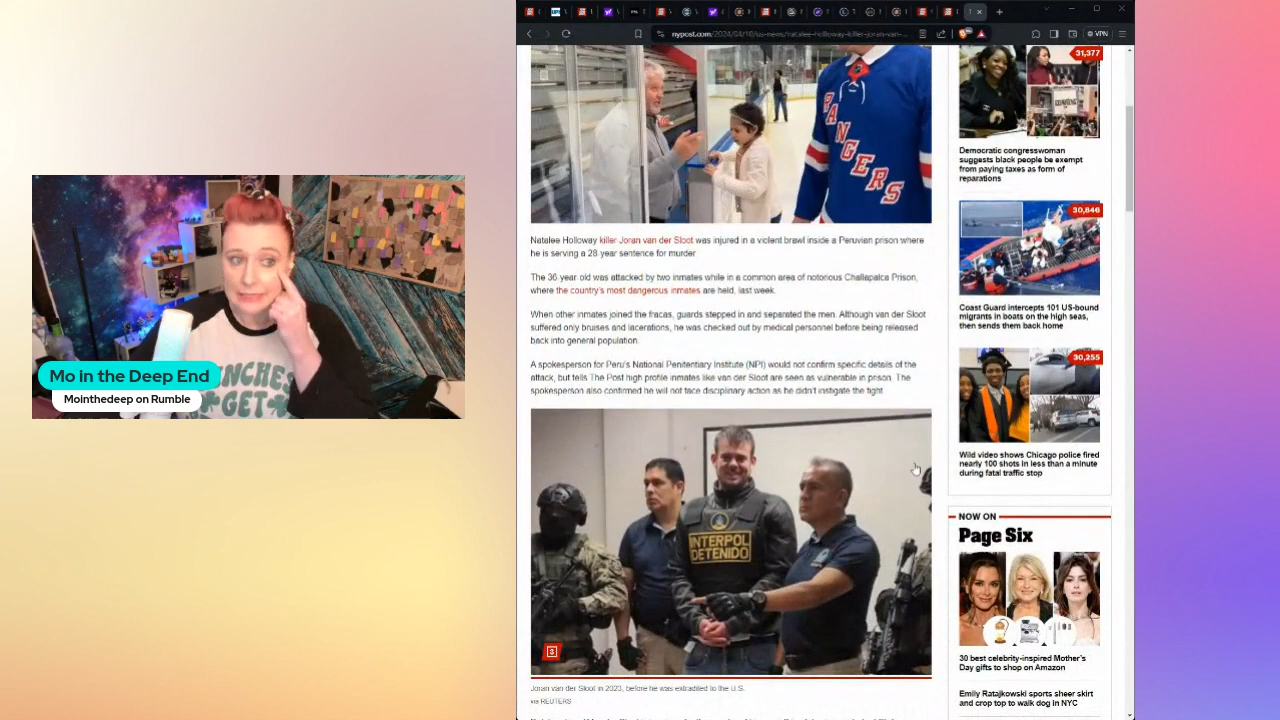 nypost.com/2024/04/10/us-news/natalee-holloway-killer-joran-van-...
VPN
RANGERS
Natalee Holloway killer Joran van der Sloot was injured in a violent brawl inside a Peruvian prison where
he is serving a 28 year sentence for murder
The 36 year old was attacked by two inmates while in a common area of notorious Challapalca Prison,
where the country's most dangerous inmates are held, last week.
When other inmates joined the fracas, guards stepped in and separated the men. Although van der Sloot
suffered only bruises and lacerations, he was checked out by medical personnel before being released
back into general population.
A spokesperson for Peru's National Penitentiary Institute (NPI) would not confirm specific details of the
attack, but tells The Post high profile inmates like van der Sloot are seen as vulnerable in prison. The
spokesperson also confirmed he will not face disciplinary action as he didn't instigate the fight
INTERPOL
DETENIDO
Joran van der Sloot in 2023, before he was extradited to the U.S.
via REUTERS
31,377
Democratic congresswoman
suggests black people be exempt
from paying taxes as form of
reparations
30,846
Coast Guard intercepts 101 US-bound
migrants in boats on the high seas,
then sends them back home
30,255
Wild video shows Chicago police fired
nearly 100 shots in less than a minute
during fatal traffic stop
NOW ON
Page Six
30 best celebrity-inspired Mother's
Day gifts to shop on Amazon
Emily Ratajkowski sports sheer skirt
and crop top to walk dog in NYC
GET
Mo in the Deep End
Mointhedeep on Rumble